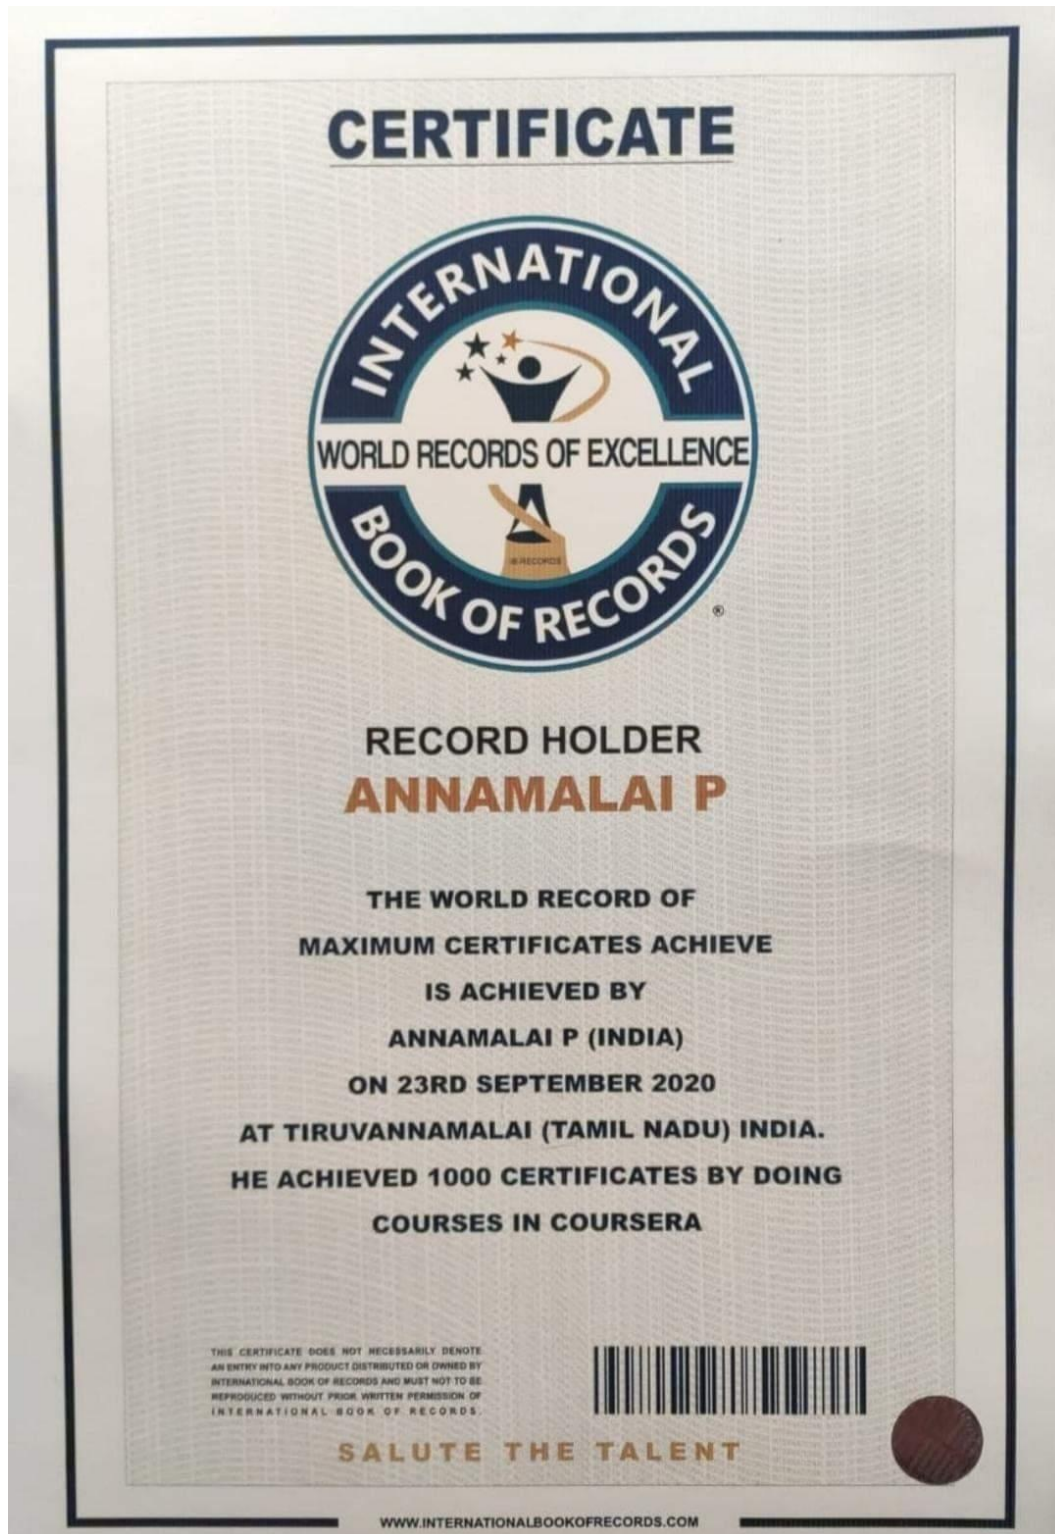 CERTIFICATE
INTERNATIONAL
WORLD RECORDS OF EXCELLENCE
IB RECORDS
BOOK OF RECORDS
®
RECORD HOLDER
ANNAMALAI P
THE WORLD RECORD OF
MAXIMUM CERTIFICATES ACHIEVE
IS ACHIEVED BY
ANNAMALAI P (INDIA)
ON 23RD SEPTEMBER 2020
AT TIRUVANNAMALAI (TAMIL NADU) INDIA.
HE ACHIEVED 1000 CERTIFICATES BY DOING
COURSES IN COURSERA
THIS CERTIFICATE DOES NOT NECESSARILY DENOTE
AN ENTRY INTO ANY PRODUCT DISTRIBUTED OR OWNED BY
INTERNATIONAL BOOK OF RECORDS AND MUST NOT TO BE
REPRODUCED WITHOUT PRIOR WRITTEN PERMISSION OF
INTERNATIONAL BOOK OF RECORDS.
SALUTE THE TALENT
WWW.INTERNATIONALBOOKOFRECORDS.COM